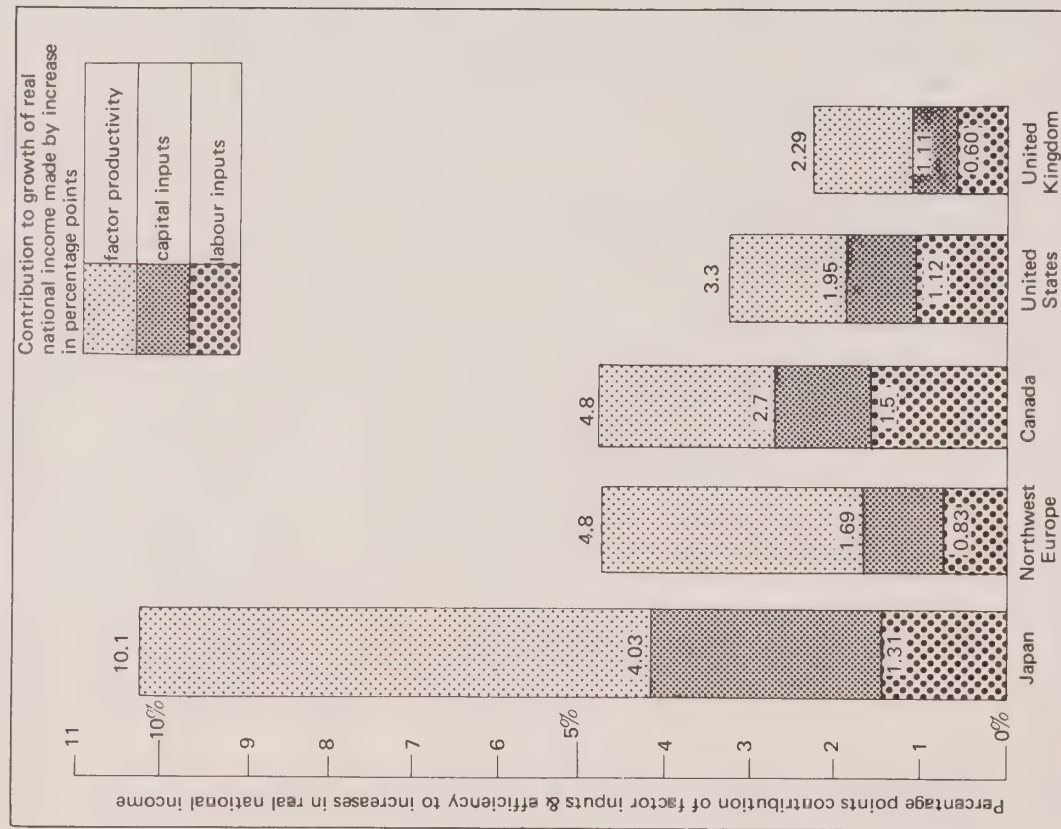 Contribution to growth of real
national income made by increase
in percentage points
factor productivity
capital inputs
labour inputs
Percentage points contribution of factor inputs & efficiency to increases in real national income
11
10%
9
8
7
6
5%
4
3
2
1
0%
10.1
4.03
1.31
Japan
4.8
1.69
0.83
Northwest
Europe
4.8
2.7
1.5
Canada
3.3
1.95
1.12
United
States
2.29
1.11
0.60
United
Kingdom